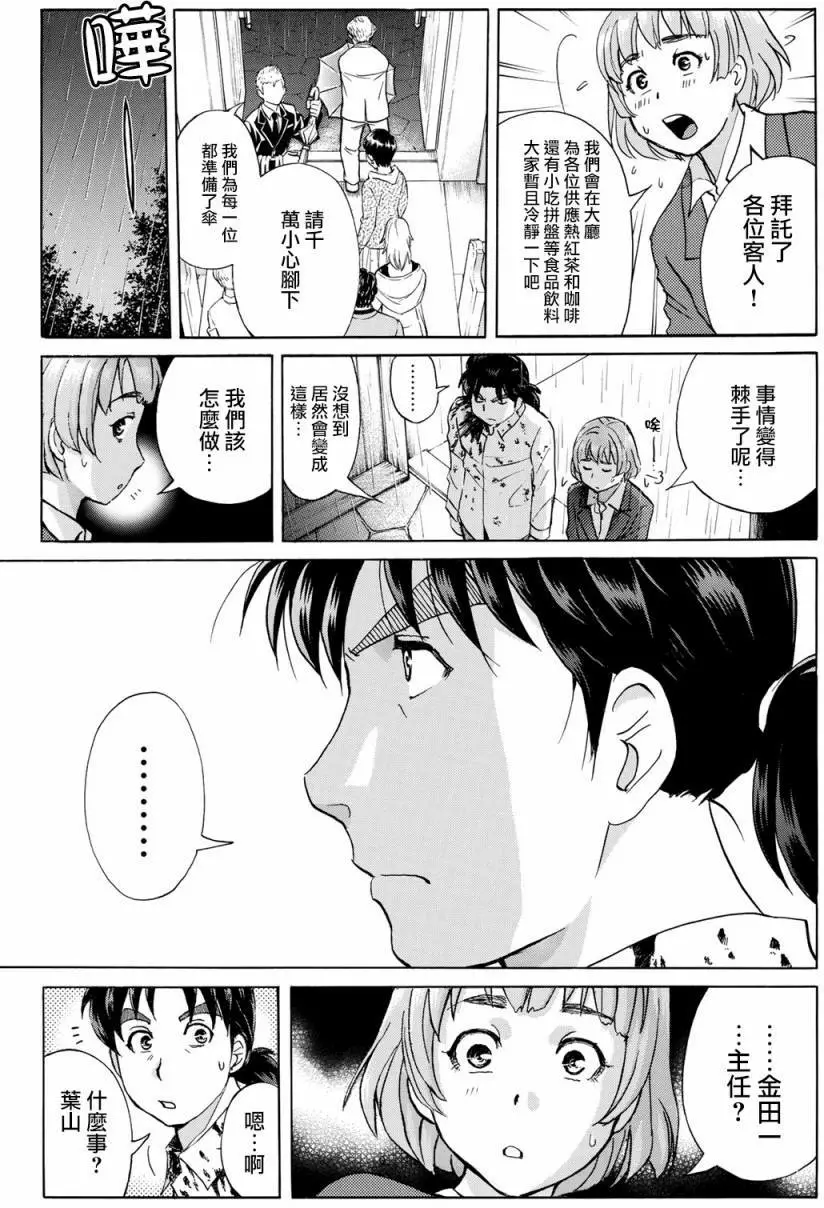 拜託了
各位客人！
我們會在大廳
為各位供應熱紅茶和咖啡
還有小吃拼盤等食品飲料
大家暫且冷靜一下吧
請千
萬小心腳下
我們為每一位
都準備了傘
嘩
事情變得
棘手了呢…
唉
………
沒想到
居然會變成
這樣…
我們該
怎麼做…
………
……金田一
…主任？
嗯…啊
什麼事？
葉山